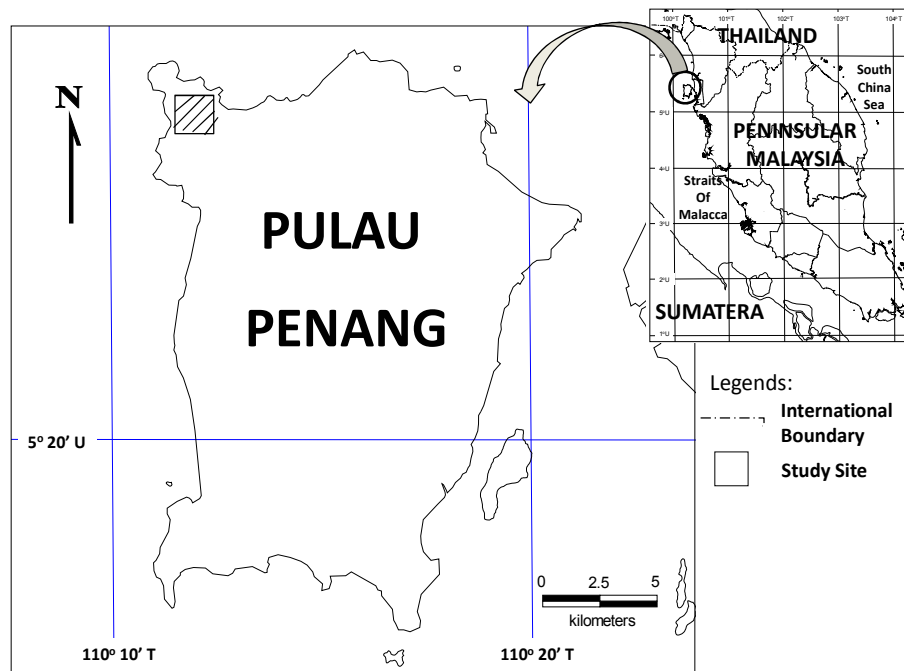 N
PULAU
PENANG
5° 20' U
110° 10' T
110° 20' T
0 2.5 5
kilometers
100°T 101°T 102°T 103°T 104°T
THAILAND
South
China
Sea
5°U
PENINSULAR
MALAYSIA
4°U
Straits
Of
Malacca
3°U
2°U
SUMATERA
1°U
Legends:
International
Boundary
Study Site